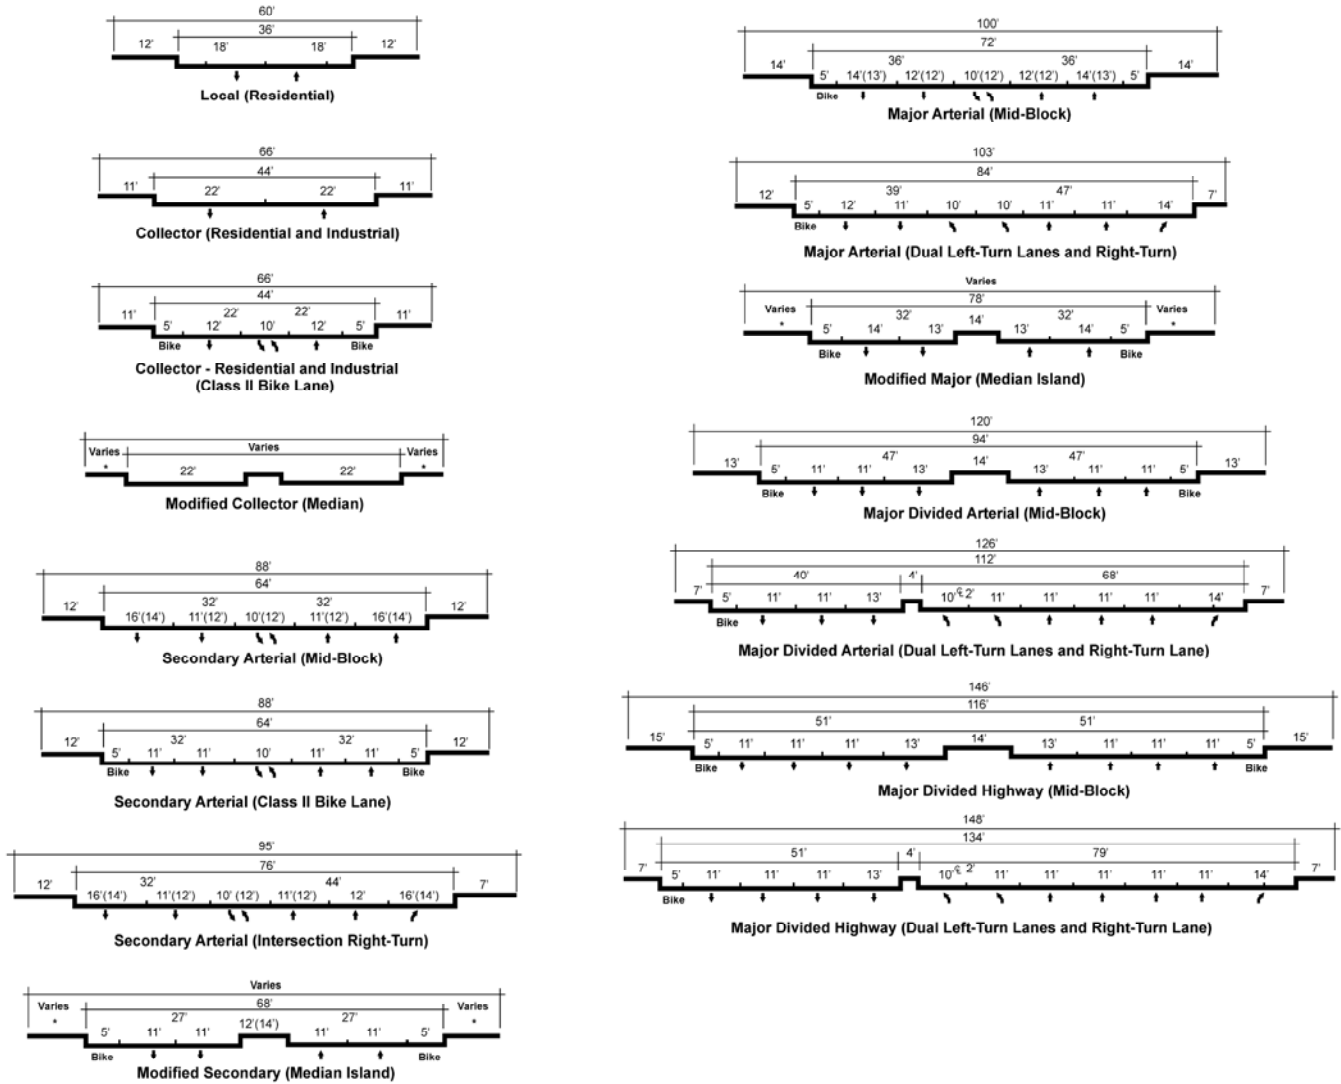 60'
36'
12' 18' 18' 12'
Local (Residential)
66'
44'
11' 22' 22' 11'
Collector (Residential and Industrial)
66'
44'
22' 22'
11' 5' 12' 10' 12' 5' 11'
Bike Bike
Collector - Residential and Industrial
(Class II Bike Lane)
Varies Varies Varies
* 22' 22' *
Modified Collector (Median)
88'
64'
32' 32'
12' 16'(14') 11'(12') 10'(12') 11'(12') 16'(14') 12'
Secondary Arterial (Mid-Block)
88'
64'
32' 32'
12' 5' 11' 11' 10' 11' 11' 5' 12'
Bike Bike
Secondary Arterial (Class II Bike Lane)
95'
76'
32' 44'
12' 16'(14') 11'(12') 10' (12') 11'(12') 12' 16'(14') 7'
Secondary Arterial (Intersection Right-Turn)
Varies
Varies 68' Varies
* 27' 12'(14') 27' *
5' 11' 11' 11' 11' 5'
Bike Bike
Modified Secondary (Median Island)
100'
72'
36' 36'
14' 5' 14'(13') 12'(12') 10'(12') 12'(12') 14'(13') 5' 14'
Bike
Major Arterial (Mid-Block)
103'
84'
39' 47'
12' 5' 12' 11' 10' 10' 11' 11' 14' 7'
Bike
Major Arterial (Dual Left-Turn Lanes and Right-Turn)
Varies
Varies 78' Varies
* 32' 14' 32' *
5' 14' 13' 13' 14' 5'
Bike Bike
Modified Major (Median Island)
120'
94'
47' 47'
13' 5' 11' 11' 13' 14' 13' 11' 11' 5' 13'
Bike Bike
Major Divided Arterial (Mid-Block)
126'
112'
40' 4' 68'
7' 5' 11' 11' 13' 10' ℄ 2' 11' 11' 11' 11' 14' 7'
Bike
Major Divided Arterial (Dual Left-Turn Lanes and Right-Turn Lane)
146'
116'
51' 51'
15' 5' 11' 11' 11' 13' 14' 13' 11' 11' 11' 5' 15'
Bike Bike
Major Divided Highway (Mid-Block)
148'
134'
51' 4' 79'
7' 5' 11' 11' 11' 13' 10' ℄ 2' 11' 11' 11' 11' 11' 14' 7'
Bike
Major Divided Highway (Dual Left-Turn Lanes and Right-Turn Lane)